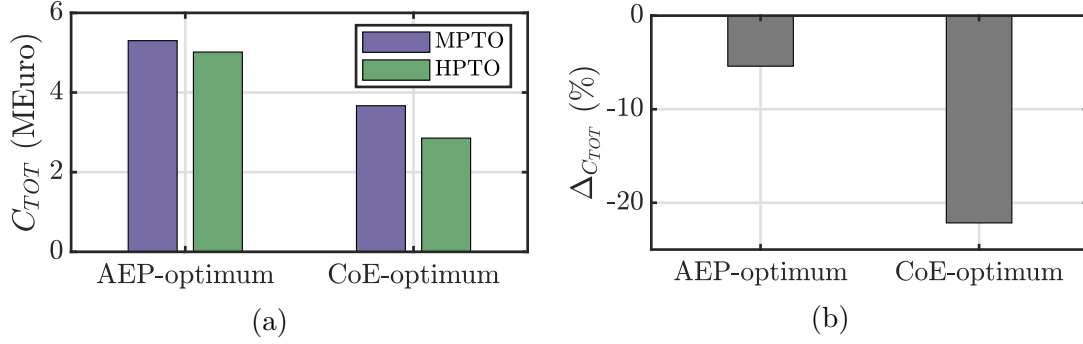 6
4
2
0
C_TOT (MEuro)
MPTO
HPTO
AEP-optimum CoE-optimum
(a)
0
-10
-20
Δ_C_TOT (%)
AEP-optimum CoE-optimum
(b)